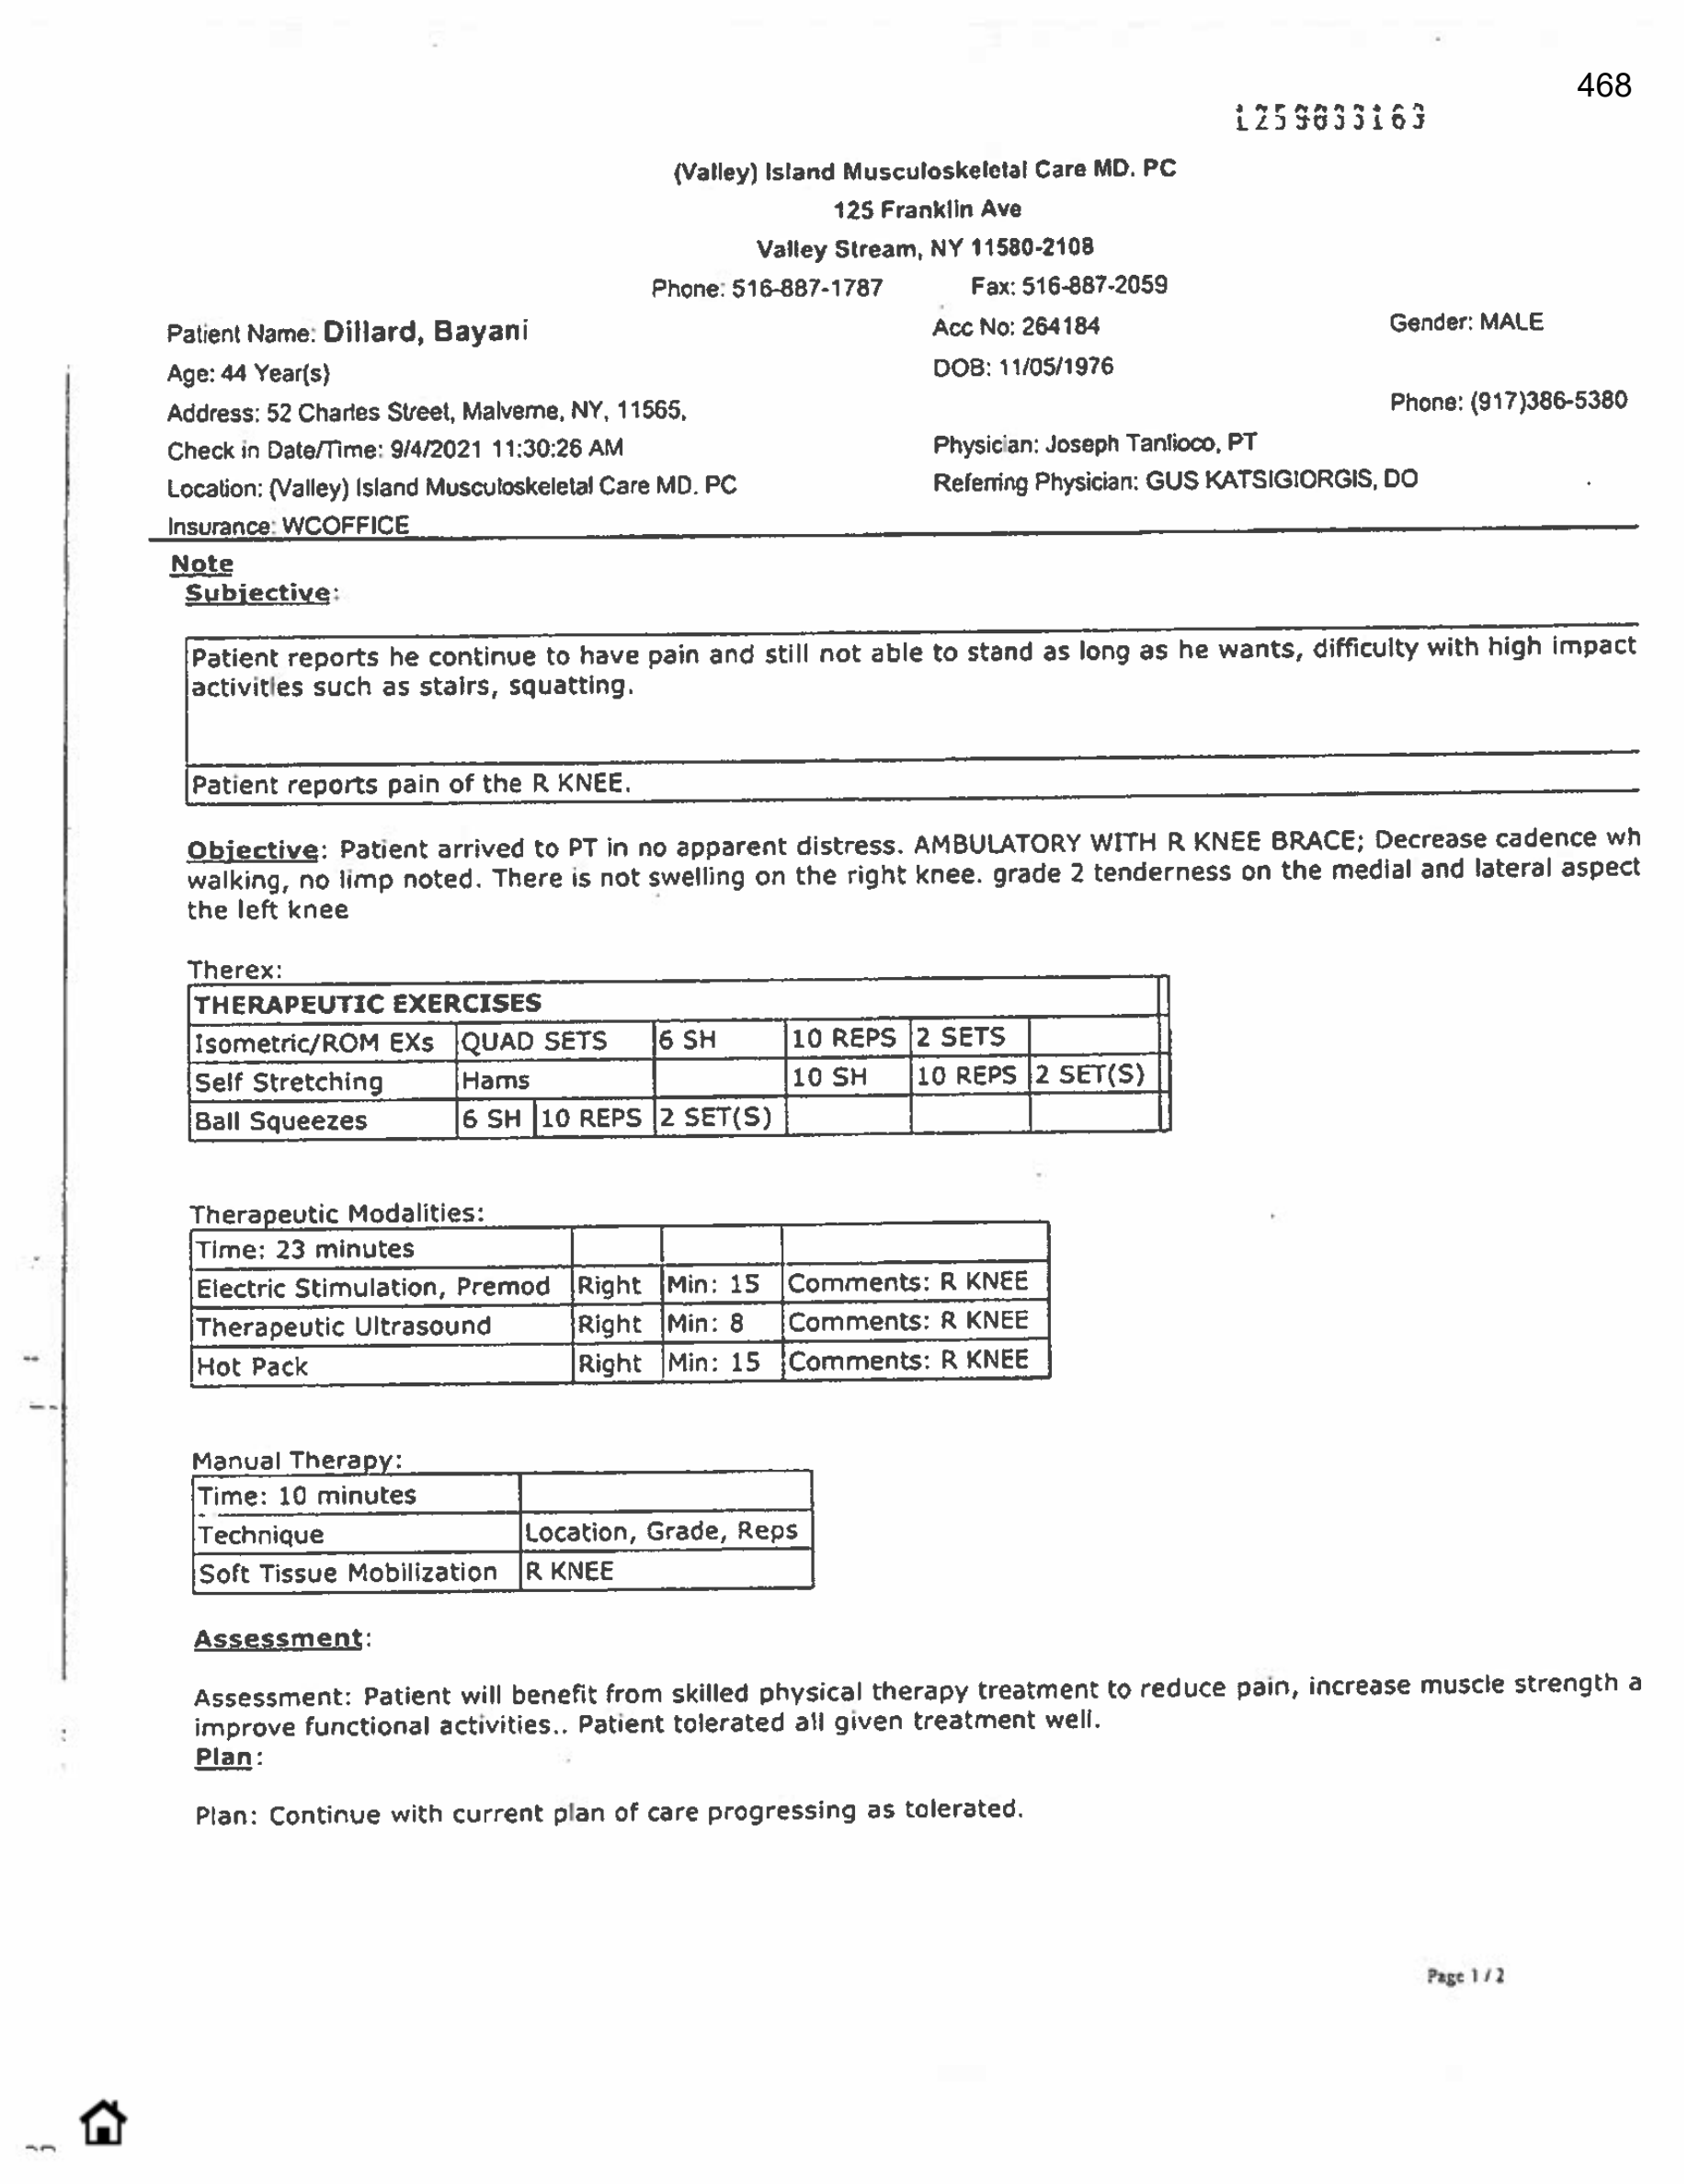 468
1259833163
(Valley) Island Musculoskeletal Care MD. PC
125 Franklin Ave
Valley Stream, NY 11580-2108
Phone: 516-887-1787 Fax: 516-887-2059
Patient Name: Dillard, Bayani Acc No: 264184 Gender: MALE
Age: 44 Year(s) DOB: 11/05/1976
Address: 52 Charles Street, Malverne, NY, 11565, Phone: (917)386-5380
Check in Date/Time: 9/4/2021 11:30:26 AM Physician: Joseph Tanlioco, PT
Location: (Valley) Island Musculoskeletal Care MD. PC Referring Physician: GUS KATSIGIORGIS, DO
Insurance: WCOFFICE
Note
Subjective:
Patient reports he continue to have pain and still not able to stand as long as he wants, difficulty with high impact
activities such as stairs, squatting.
Patient reports pain of the R KNEE.
Objective: Patient arrived to PT in no apparent distress. AMBULATORY WITH R KNEE BRACE; Decrease cadence wh
walking, no limp noted. There is not swelling on the right knee. grade 2 tenderness on the medial and lateral aspect
the left knee
Therex:
THERAPEUTIC EXERCISES
Isometric/ROM EXs QUAD SETS 6 SH 10 REPS 2 SETS
Self Stretching Hams 10 SH 10 REPS 2 SET(S)
Ball Squeezes 6 SH 10 REPS 2 SET(S)
Therapeutic Modalities:
Time: 23 minutes
Electric Stimulation, Premod Right Min: 15 Comments: R KNEE
Therapeutic Ultrasound Right Min: 8 Comments: R KNEE
Hot Pack Right Min: 15 Comments: R KNEE
Manual Therapy:
Time: 10 minutes
Technique Location, Grade, Reps
Soft Tissue Mobilization R KNEE
Assessment:
Assessment: Patient will benefit from skilled physical therapy treatment to reduce pain, increase muscle strength a
improve functional activities.. Patient tolerated all given treatment well.
Plan:
Plan: Continue with current plan of care progressing as tolerated.
Page 1 / 2